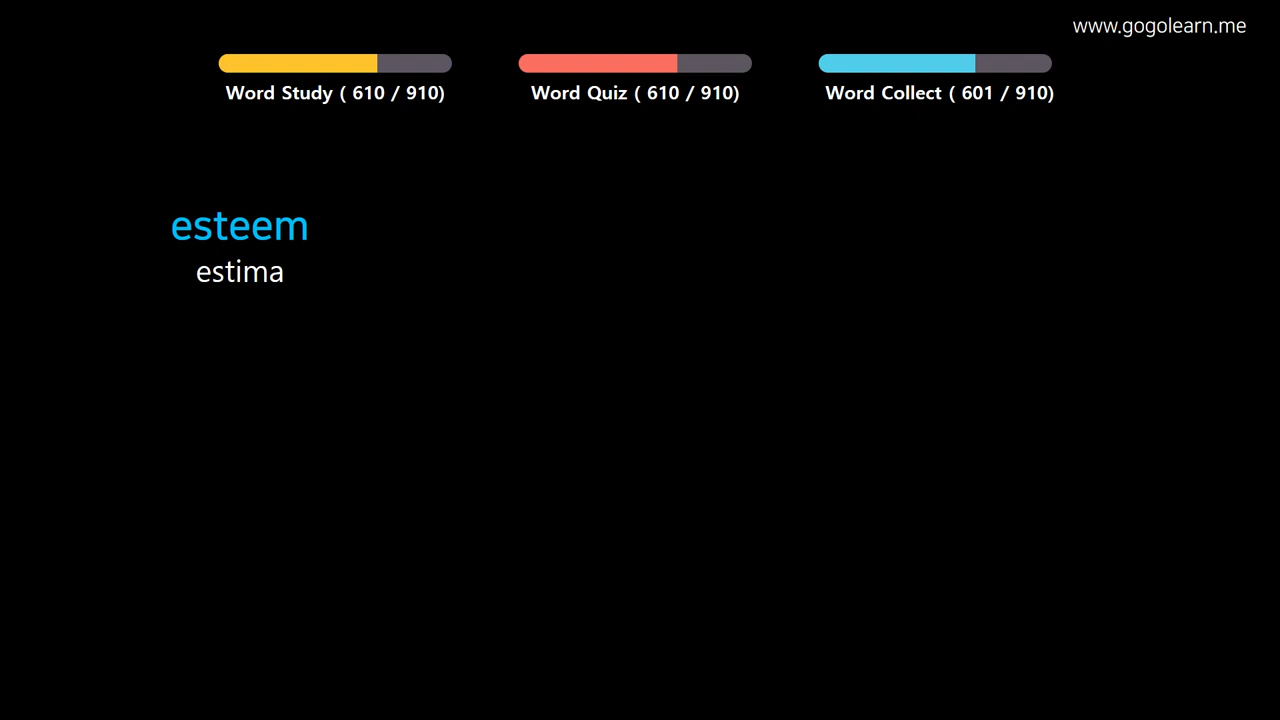 www.gogolearn.me
Word Study ( 610 / 910)
Word Quiz ( 610 / 910)
Word Collect ( 601 / 910)
esteem
estima